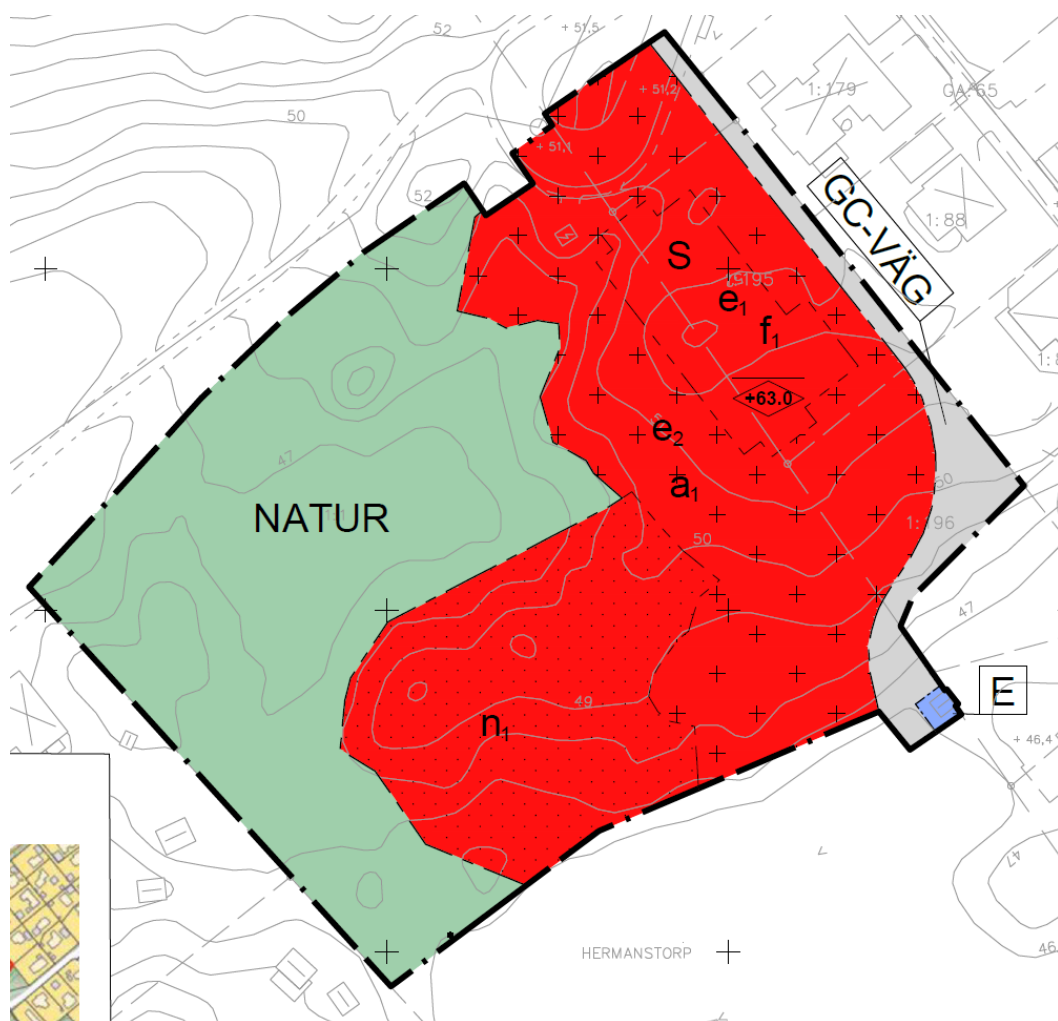 52
+ 51,5
+ 51,2
1:179
GA:65
50
+ 51,1
52
GC-VÄG
1:88
S
e1
f1
+63.0
47
e2
a1
NATUR
50
1:196
50
47
E
49
n1
+ 46,4
47
HERMANSTORP
46